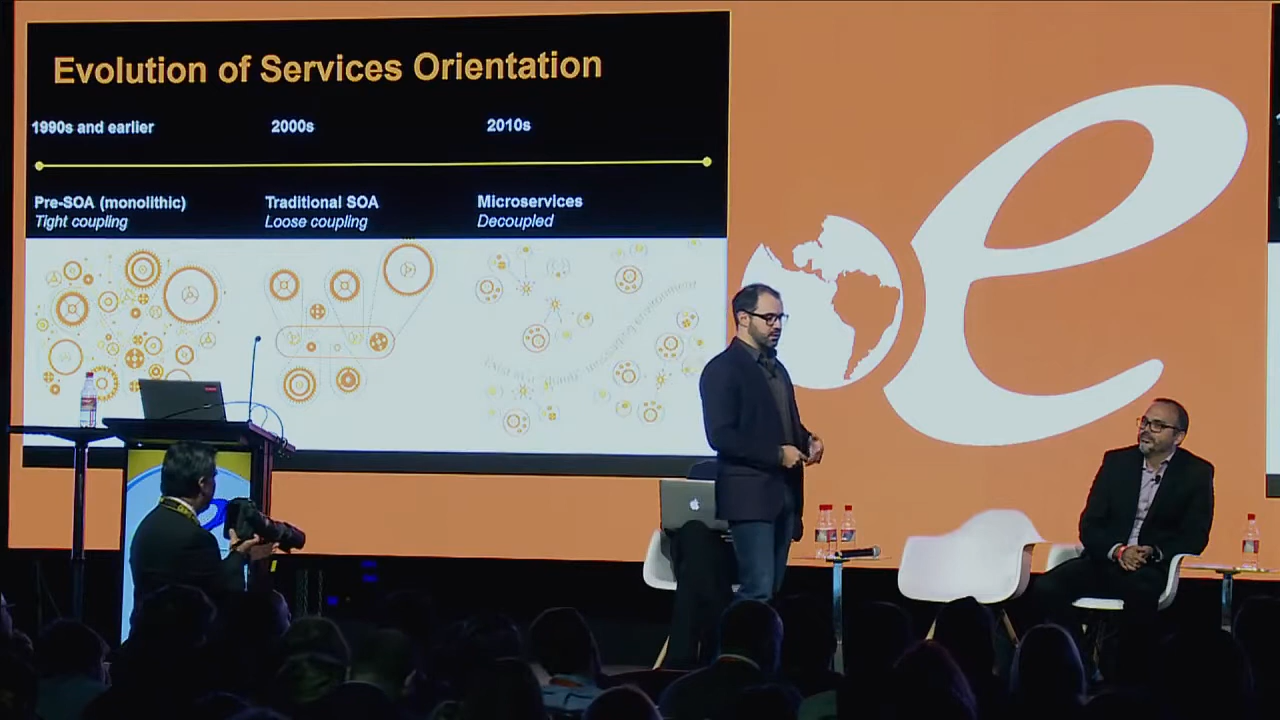 Evolution of Services Orientation
1990s and earlier
2000s
2010s
Pre-SOA (monolithic)
Tight coupling
Traditional SOA
Loose coupling
Microservices
Decoupled
e